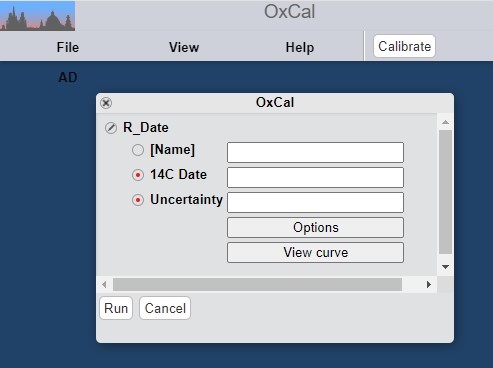 OxCal
File View Help Calibrate
AD
OxCal
R_Date
[Name]
14C Date
Uncertainty
Options
View curve
Run Cancel